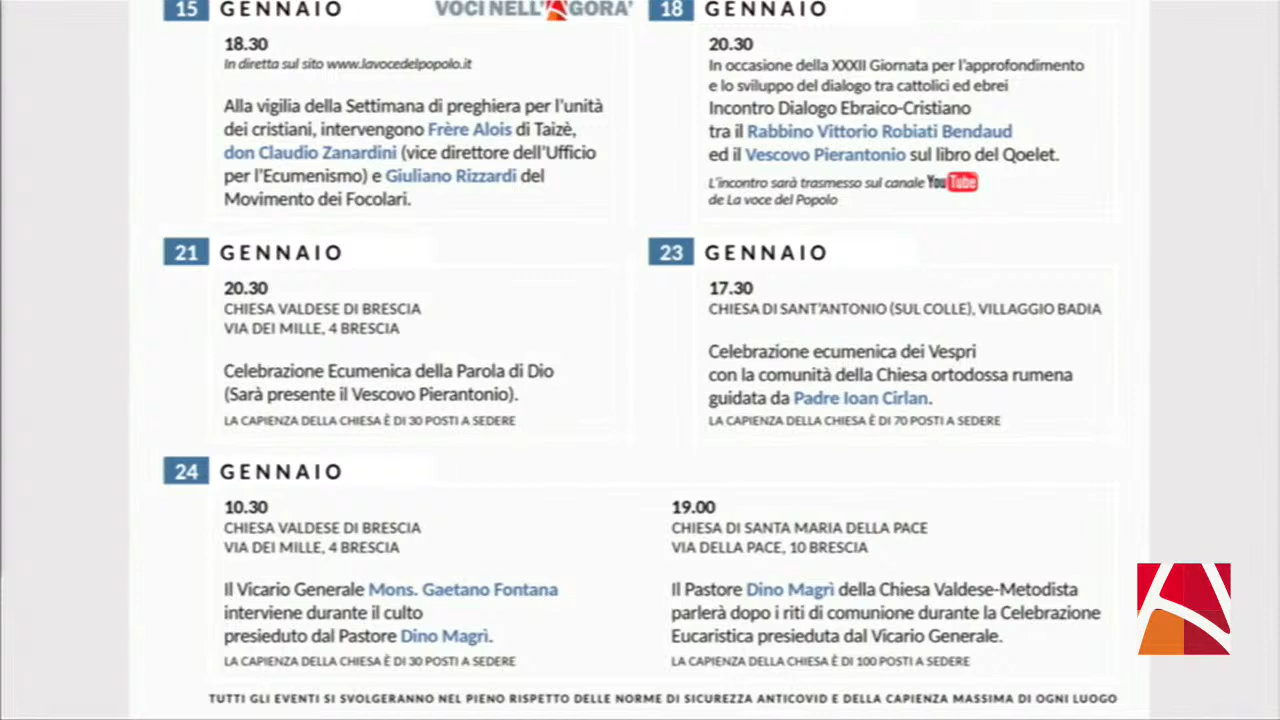 15 GENNAIO VOCI NELL'AGORA'
18.30
In diretta sul sito www.lavocedelpopolo.it
Alla vigilia della Settimana di preghiera per l'unità
dei cristiani, intervengono Frère Alois di Taizè,
don Claudio Zanardini (vice direttore dell'Ufficio
per l'Ecumenismo) e Giuliano Rizzardi del
Movimento dei Focolari.
18 GENNAIO
20.30
In occasione della XXXII Giornata per l'approfondimento
e lo sviluppo del dialogo tra cattolici ed ebrei
Incontro Dialogo Ebraico-Cristiano
tra il Rabbino Vittorio Robiati Bendaud
ed il Vescovo Pierantonio sul libro del Qoelet.
L'incontro sarà trasmesso sul canale YouTube
de La voce del Popolo
21 GENNAIO
20.30
CHIESA VALDESE DI BRESCIA
VIA DEI MILLE, 4 BRESCIA
Celebrazione Ecumenica della Parola di Dio
(Sarà presente il Vescovo Pierantonio).
LA CAPIENZA DELLA CHIESA È DI 30 POSTI A SEDERE
23 GENNAIO
17.30
CHIESA DI SANT'ANTONIO (SUL COLLE), VILLAGGIO BADIA
Celebrazione ecumenica dei Vespri
con la comunità della Chiesa ortodossa rumena
guidata da Padre Ioan Cirlan.
LA CAPIENZA DELLA CHIESA È DI 70 POSTI A SEDERE
24 GENNAIO
10.30
CHIESA VALDESE DI BRESCIA
VIA DEI MILLE, 4 BRESCIA
Il Vicario Generale Mons. Gaetano Fontana
interviene durante il culto
presieduto dal Pastore Dino Magrì.
LA CAPIENZA DELLA CHIESA È DI 30 POSTI A SEDERE
19.00
CHIESA DI SANTA MARIA DELLA PACE
VIA DELLA PACE, 10 BRESCIA
Il Pastore Dino Magrì della Chiesa Valdese-Metodista
parlerà dopo i riti di comunione durante la Celebrazione
Eucaristica presieduta dal Vicario Generale.
LA CAPIENZA DELLA CHIESA È DI 100 POSTI A SEDERE
TUTTI GLI EVENTI SI SVOLGERANNO NEL PIENO RISPETTO DELLE NORME DI SICUREZZA ANTICOVID E DELLA CAPIENZA MASSIMA DI OGNI LUOGO